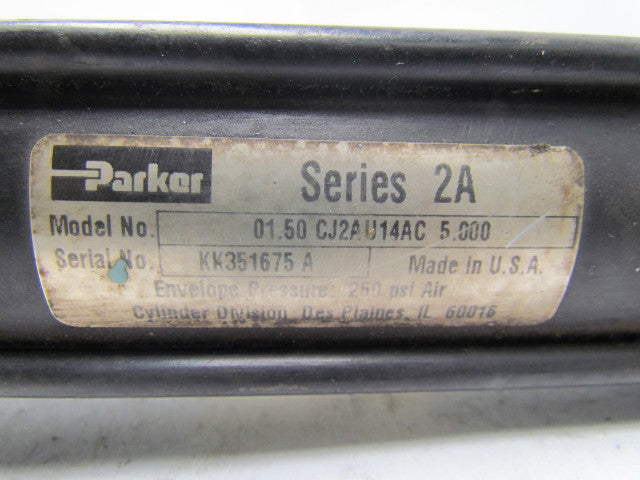 Parker Series 2A
Model No. 01.50 CJ2AU14AC 5.000
Serial No. KK351675 A Made in U.S.A.
Envelope Pressure: 250 psi Air
Cylinder Division Des Plaines, IL 60016